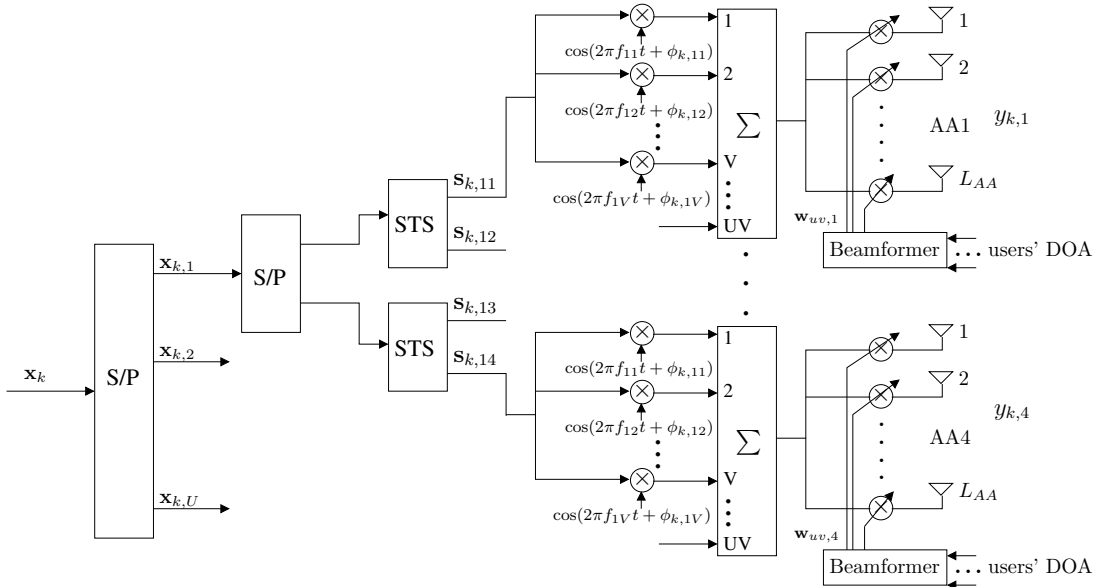 x_k
S/P
x_{k,1}
x_{k,2}
x_{k,U}
S/P
STS
s_{k,11}
s_{k,12}
STS
s_{k,13}
s_{k,14}
cos(2πf_{11}t + ϕ_{k,11})
cos(2πf_{12}t + ϕ_{k,12})
cos(2πf_{1V}t + ϕ_{k,1V})
1
2
V
UV
∑
1
2
AA1
y_{k,1}
L_{AA}
w_{uv,1}
Beamformer
users' DOA
cos(2πf_{11}t + ϕ_{k,11})
cos(2πf_{12}t + ϕ_{k,12})
cos(2πf_{1V}t + ϕ_{k,1V})
1
2
V
UV
∑
1
2
AA4
y_{k,4}
L_{AA}
w_{uv,4}
Beamformer
users' DOA